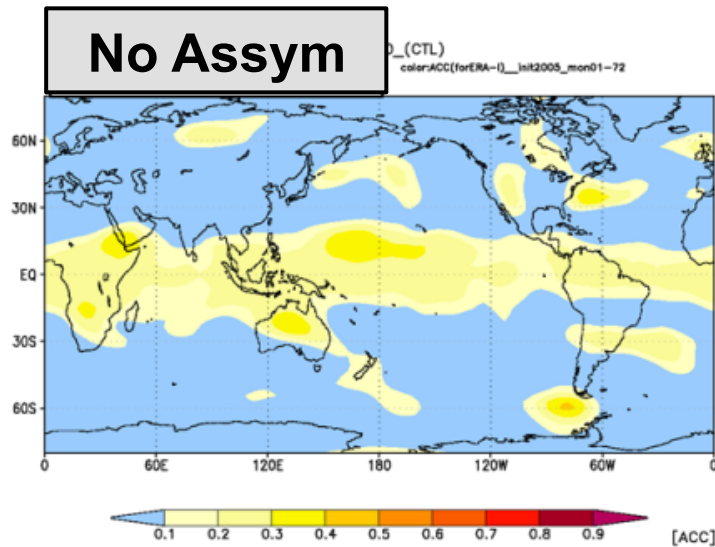 No Assym
_(CTL)
color:ACC(forERA-I)__init2005_mon01-72
60N
30N
EQ
30S
60S
0 60E 120E 180 120W 60W 0
0.1 0.2 0.3 0.4 0.5 0.6 0.7 0.8 0.9
[ACC]